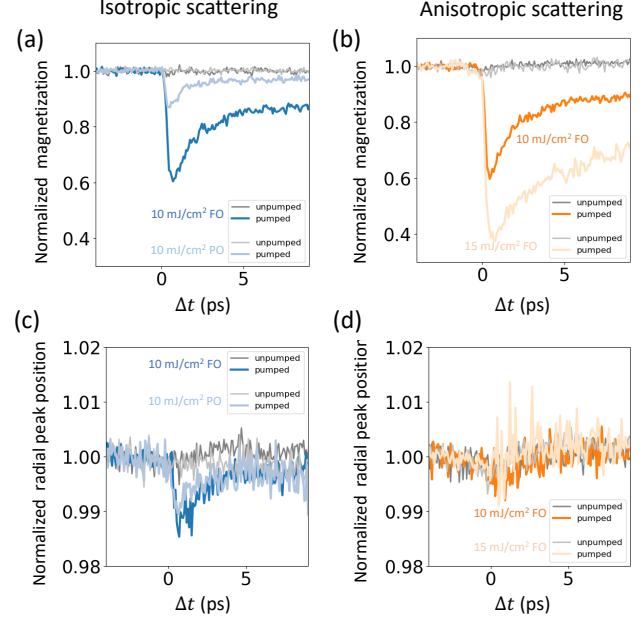 Isotropic scattering
Anisotropic scattering
(a)
Normalized magnetization
1.0
0.8
0.6
0.4
10 mJ/cm² FO
unpumped
pumped
10 mJ/cm² PO
unpumped
pumped
0
5
Δt (ps)
(b)
Normalized magnetization
1.0
0.8
0.6
0.4
10 mJ/cm² FO
unpumped
pumped
15 mJ/cm² FO
unpumped
pumped
0
5
Δt (ps)
(c)
Normalized radial peak position
1.02
1.01
1.00
0.99
0.98
10 mJ/cm² FO
unpumped
pumped
10 mJ/cm² PO
unpumped
pumped
0
5
Δt (ps)
(d)
Normalized radial peak position
1.02
1.01
1.00
0.99
0.98
10 mJ/cm² FO
unpumped
pumped
15 mJ/cm² FO
unpumped
pumped
0
5
Δt (ps)